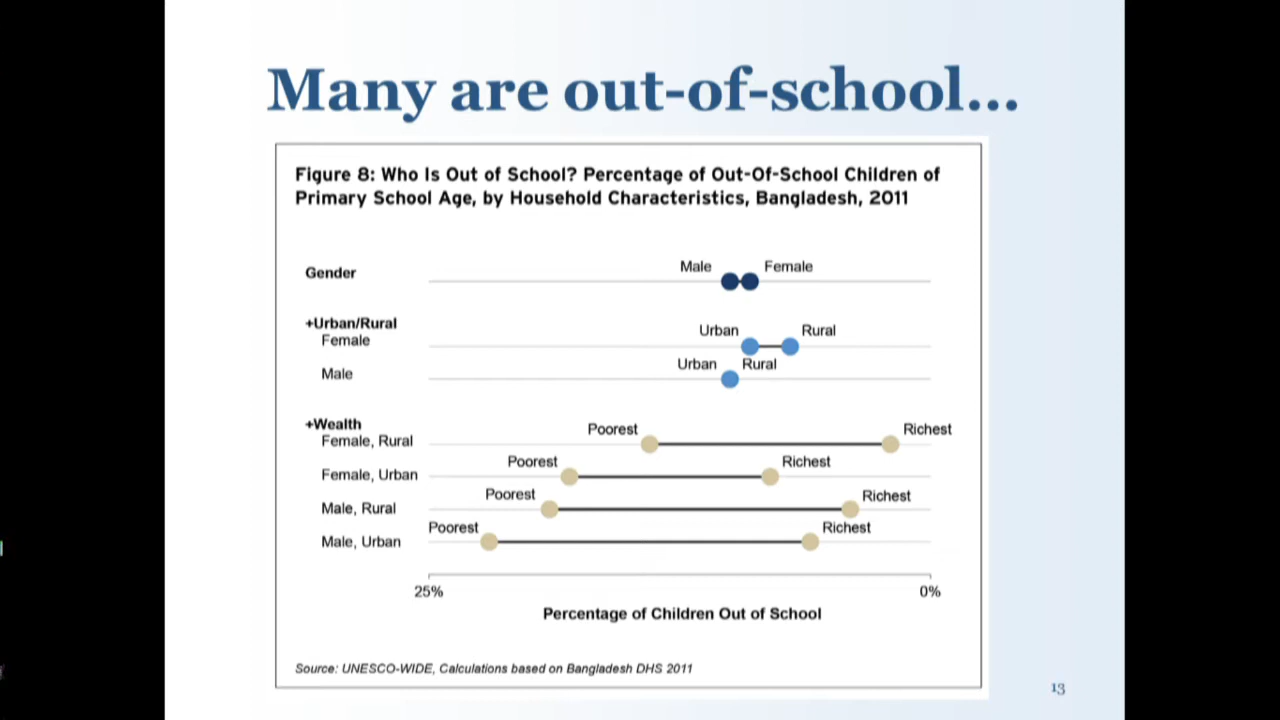 Many are out-of-school...
Figure 8: Who Is Out of School? Percentage of Out-Of-School Children of
Primary School Age, by Household Characteristics, Bangladesh, 2011
Gender
Male Female
+Urban/Rural
Female
Urban Rural
Male
Urban Rural
+Wealth
Female, Rural
Poorest Richest
Female, Urban
Poorest Richest
Male, Rural
Poorest Richest
Male, Urban
Poorest Richest
25% 0%
Percentage of Children Out of School
Source: UNESCO-WIDE, Calculations based on Bangladesh DHS 2011
13